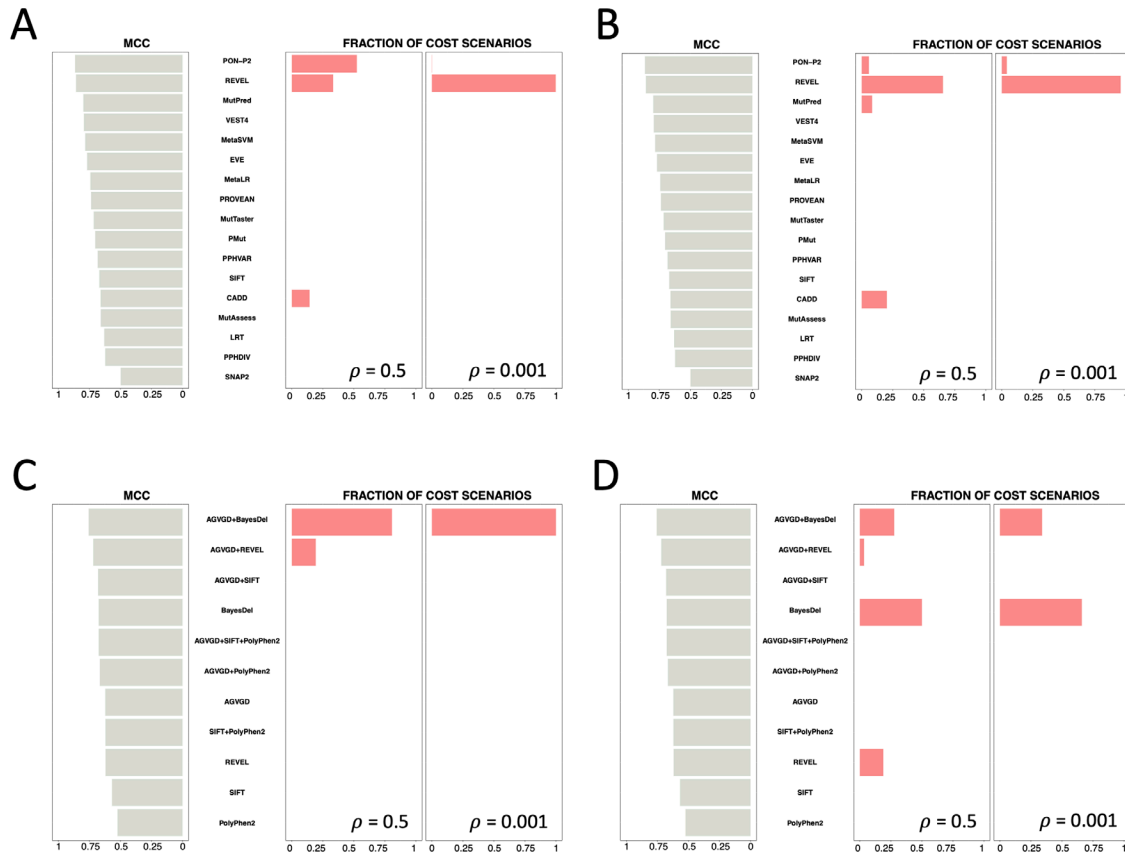 A
MCC
FRACTION OF COST SCENARIOS
PON-P2
REVEL
MutPred
VEST4
MetaSVM
EVE
MetaLR
PROVEAN
MutTaster
PMut
PPHVAR
SIFT
CADD
MutAssess
LRT
PPHDIV
SNAP2
ρ = 0.5
ρ = 0.001
1 0.75 0.5 0.25 0
0 0.25 0.5 0.75 1
0 0.25 0.5 0.75 1
B
MCC
FRACTION OF COST SCENARIOS
PON-P2
REVEL
MutPred
VEST4
MetaSVM
EVE
MetaLR
PROVEAN
MutTaster
PMut
PPHVAR
SIFT
CADD
MutAssess
LRT
PPHDIV
SNAP2
ρ = 0.5
ρ = 0.001
1 0.75 0.5 0.25 0
0 0.25 0.5 0.75 1
0 0.25 0.5 0.75 1
C
MCC
FRACTION OF COST SCENARIOS
AGVGD+BayesDel
AGVGD+REVEL
AGVGD+SIFT
BayesDel
AGVGD+SIFT+PolyPhen2
AGVGD+PolyPhen2
AGVGD
SIFT+PolyPhen2
REVEL
SIFT
PolyPhen2
ρ = 0.5
ρ = 0.001
1 0.75 0.5 0.25 0
0 0.25 0.5 0.75 1
0 0.25 0.5 0.75 1
D
MCC
FRACTION OF COST SCENARIOS
AGVGD+BayesDel
AGVGD+REVEL
AGVGD+SIFT
BayesDel
AGVGD+SIFT+PolyPhen2
AGVGD+PolyPhen2
AGVGD
SIFT+PolyPhen2
REVEL
SIFT
PolyPhen2
ρ = 0.5
ρ = 0.001
1 0.75 0.5 0.25 0
0 0.25 0.5 0.75 1
0 0.25 0.5 0.75 1